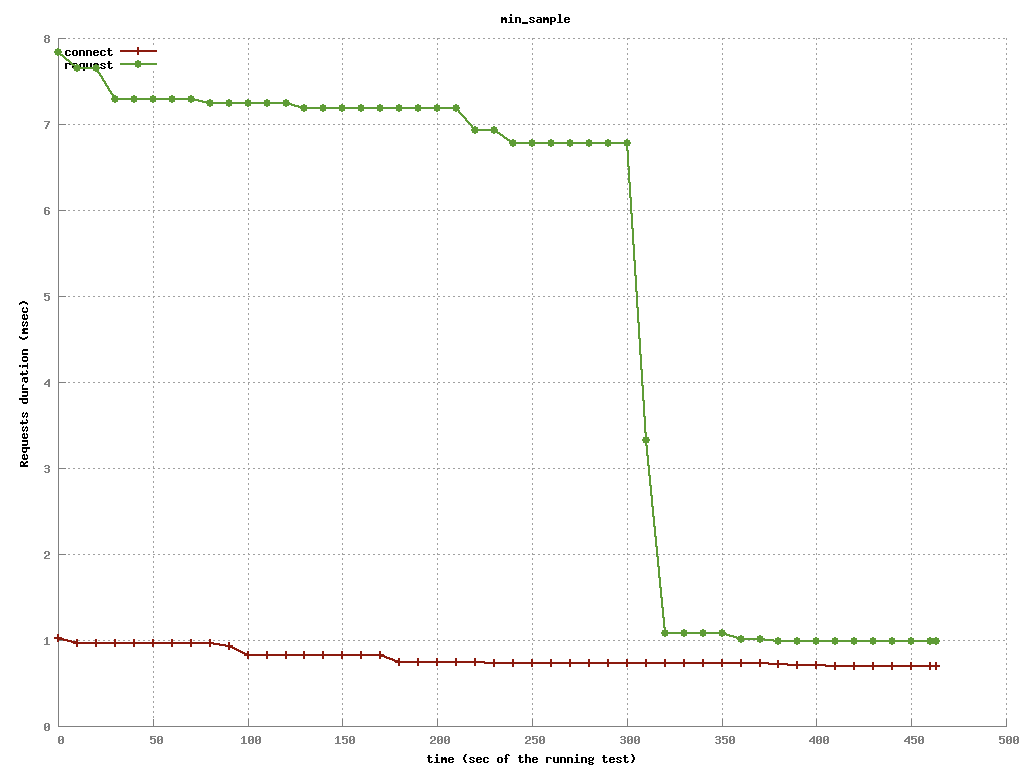 min_sample
connect
request
8
7
6
5
4
3
2
1
0
Requests duration (msec)
0 50 100 150 200 250 300 350 400 450 500
time (sec of the running test)